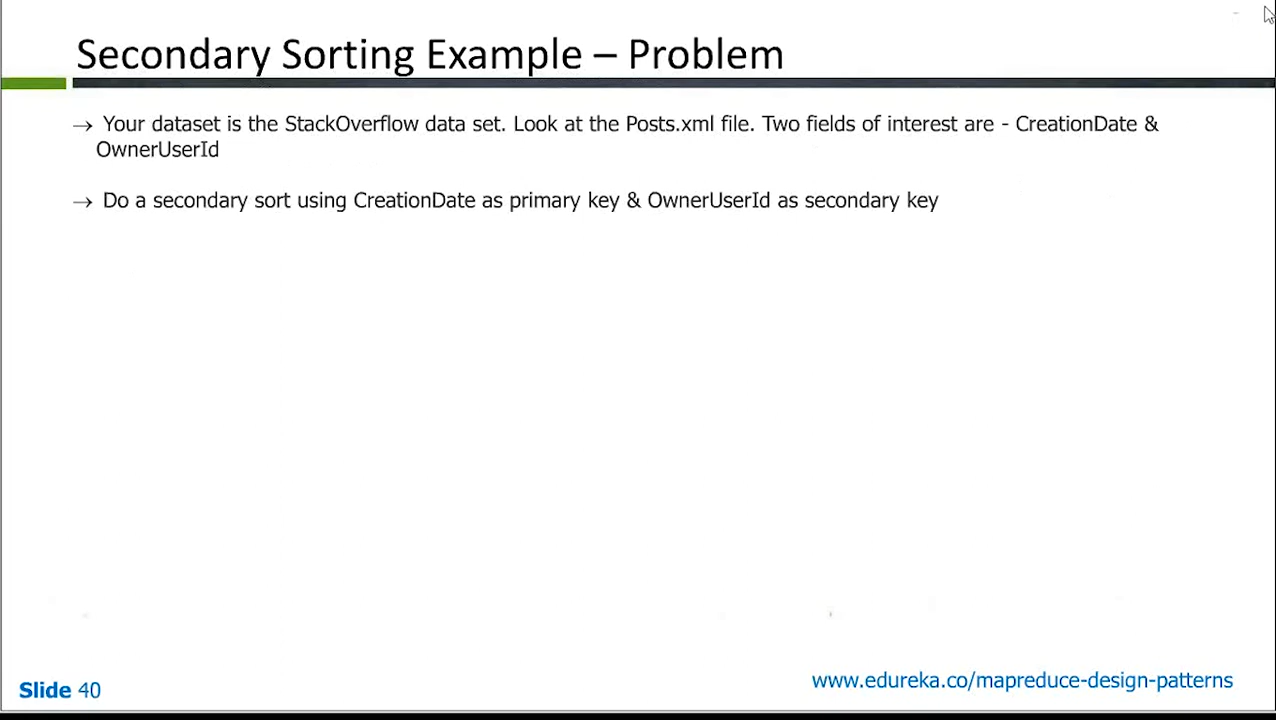 Secondary Sorting Example – Problem
→ Your dataset is the StackOverflow data set. Look at the Posts.xml file. Two fields of interest are - CreationDate &
OwnerUserId
→ Do a secondary sort using CreationDate as primary key & OwnerUserId as secondary key
Slide 40
www.edureka.co/mapreduce-design-patterns